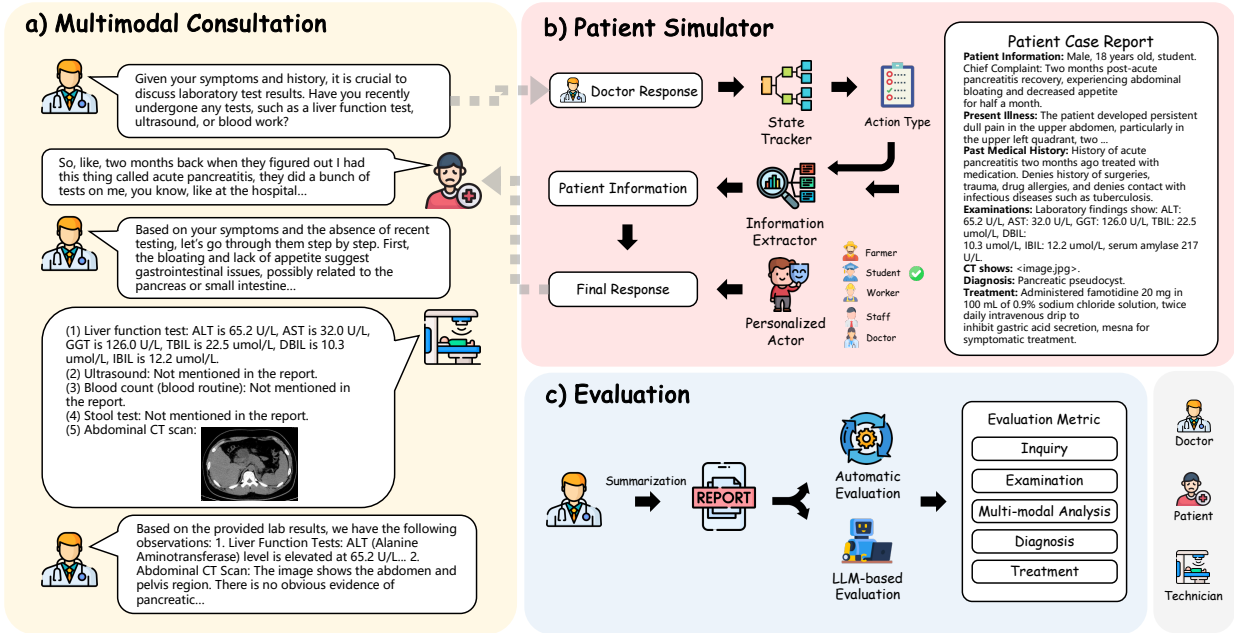 a) Multimodal Consultation
Given your symptoms and history, it is crucial to
discuss laboratory test results. Have you recently
undergone any tests, such as a liver function test,
ultrasound, or blood work?
So, like, two months back when they figured out I had
this thing called acute pancreatitis, they did a bunch of
tests on me, you know, like at the hospital...
Based on your symptoms and the absence of recent
testing, let's go through them step by step. First,
the bloating and lack of appetite suggest
gastrointestinal issues, possibly related to the
pancreas or small intestine...
(1) Liver function test: ALT is 65.2 U/L, AST is 32.0 U/L,
GGT is 126.0 U/L, TBIL is 22.5 umol/L, DBIL is 10.3
umol/L, IBIL is 12.2 umol/L.
(2) Ultrasound: Not mentioned in the report.
(3) Blood count (blood routine): Not mentioned in
the report.
(4) Stool test: Not mentioned in the report.
(5) Abdominal CT scan:
Based on the provided lab results, we have the following
observations: 1. Liver Function Tests: ALT (Alanine
Aminotransferase) level is elevated at 65.2 U/L... 2.
Abdominal CT Scan: The image shows the abdomen and
pelvis region. There is no obvious evidence of
pancreatic...
b) Patient Simulator
Doctor Response
State
Tracker
Action Type
Patient Information
Information
Extractor
Final Response
Personalized
Actor
Farmer
Student
Worker
Staff
Doctor
Patient Case Report
Patient Information: Male, 18 years old, student.
Chief Complaint: Two months post-acute
pancreatitis recovery, experiencing abdominal
bloating and decreased appetite
for half a month.
Present Illness: The patient developed persistent
dull pain in the upper abdomen, particularly in
the upper left quadrant, two ...
Past Medical History: History of acute
pancreatitis two months ago treated with
medication. Denies history of surgeries,
trauma, drug allergies, and denies contact with
infectious diseases such as tuberculosis.
Examinations: Laboratory findings show: ALT:
65.2 U/L, AST: 32.0 U/L, GGT: 126.0 U/L, TBIL: 22.5
umol/L, DBIL:
10.3 umol/L, IBIL: 12.2 umol/L, serum amylase 217
U/L.
CT shows: <image.jpg>.
Diagnosis: Pancreatic pseudocyst.
Treatment: Administered famotidine 20 mg in
100 mL of 0.9% sodium chloride solution, twice
daily intravenous drip to
inhibit gastric acid secretion, mesna for
symptomatic treatment.
c) Evaluation
Summarization
REPORT
Automatic
Evaluation
LLM-based
Evaluation
Evaluation Metric
Inquiry
Examination
Multi-modal Analysis
Diagnosis
Treatment
Doctor
Patient
Technician